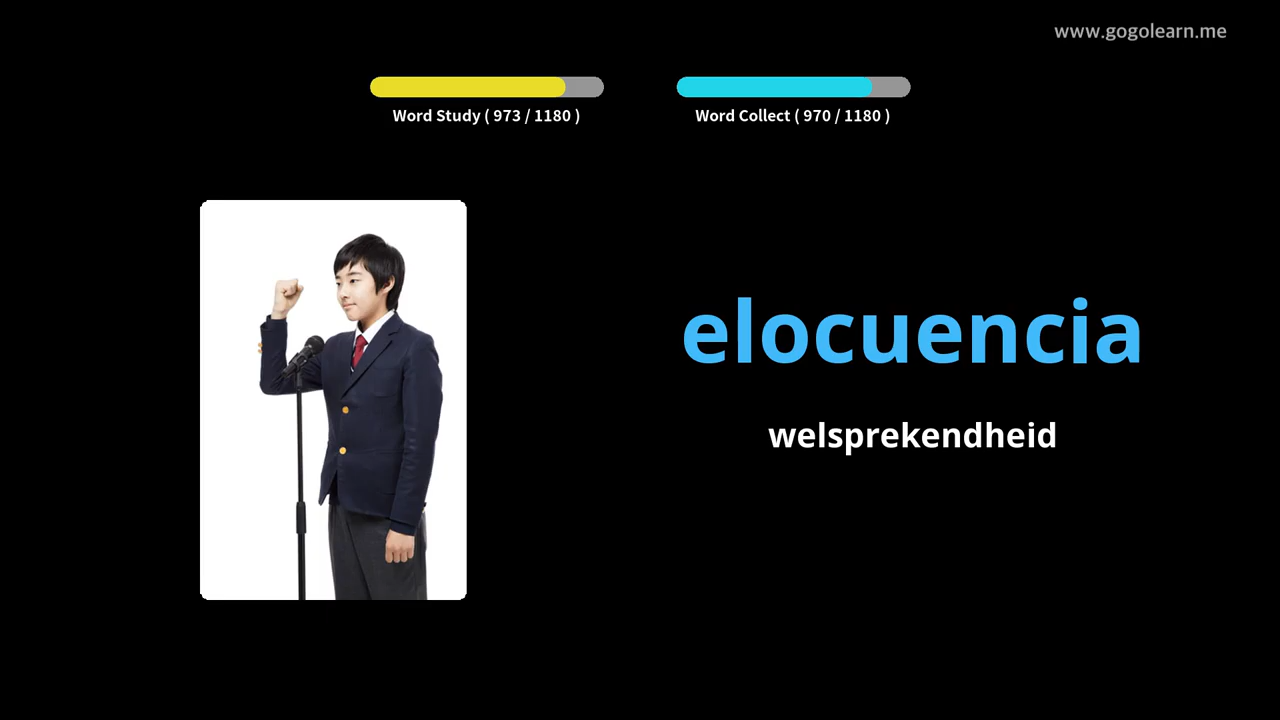 www.gogolearn.me
Word Study ( 973 / 1180 )
Word Collect ( 970 / 1180 )
elocuencia
welsprekendheid